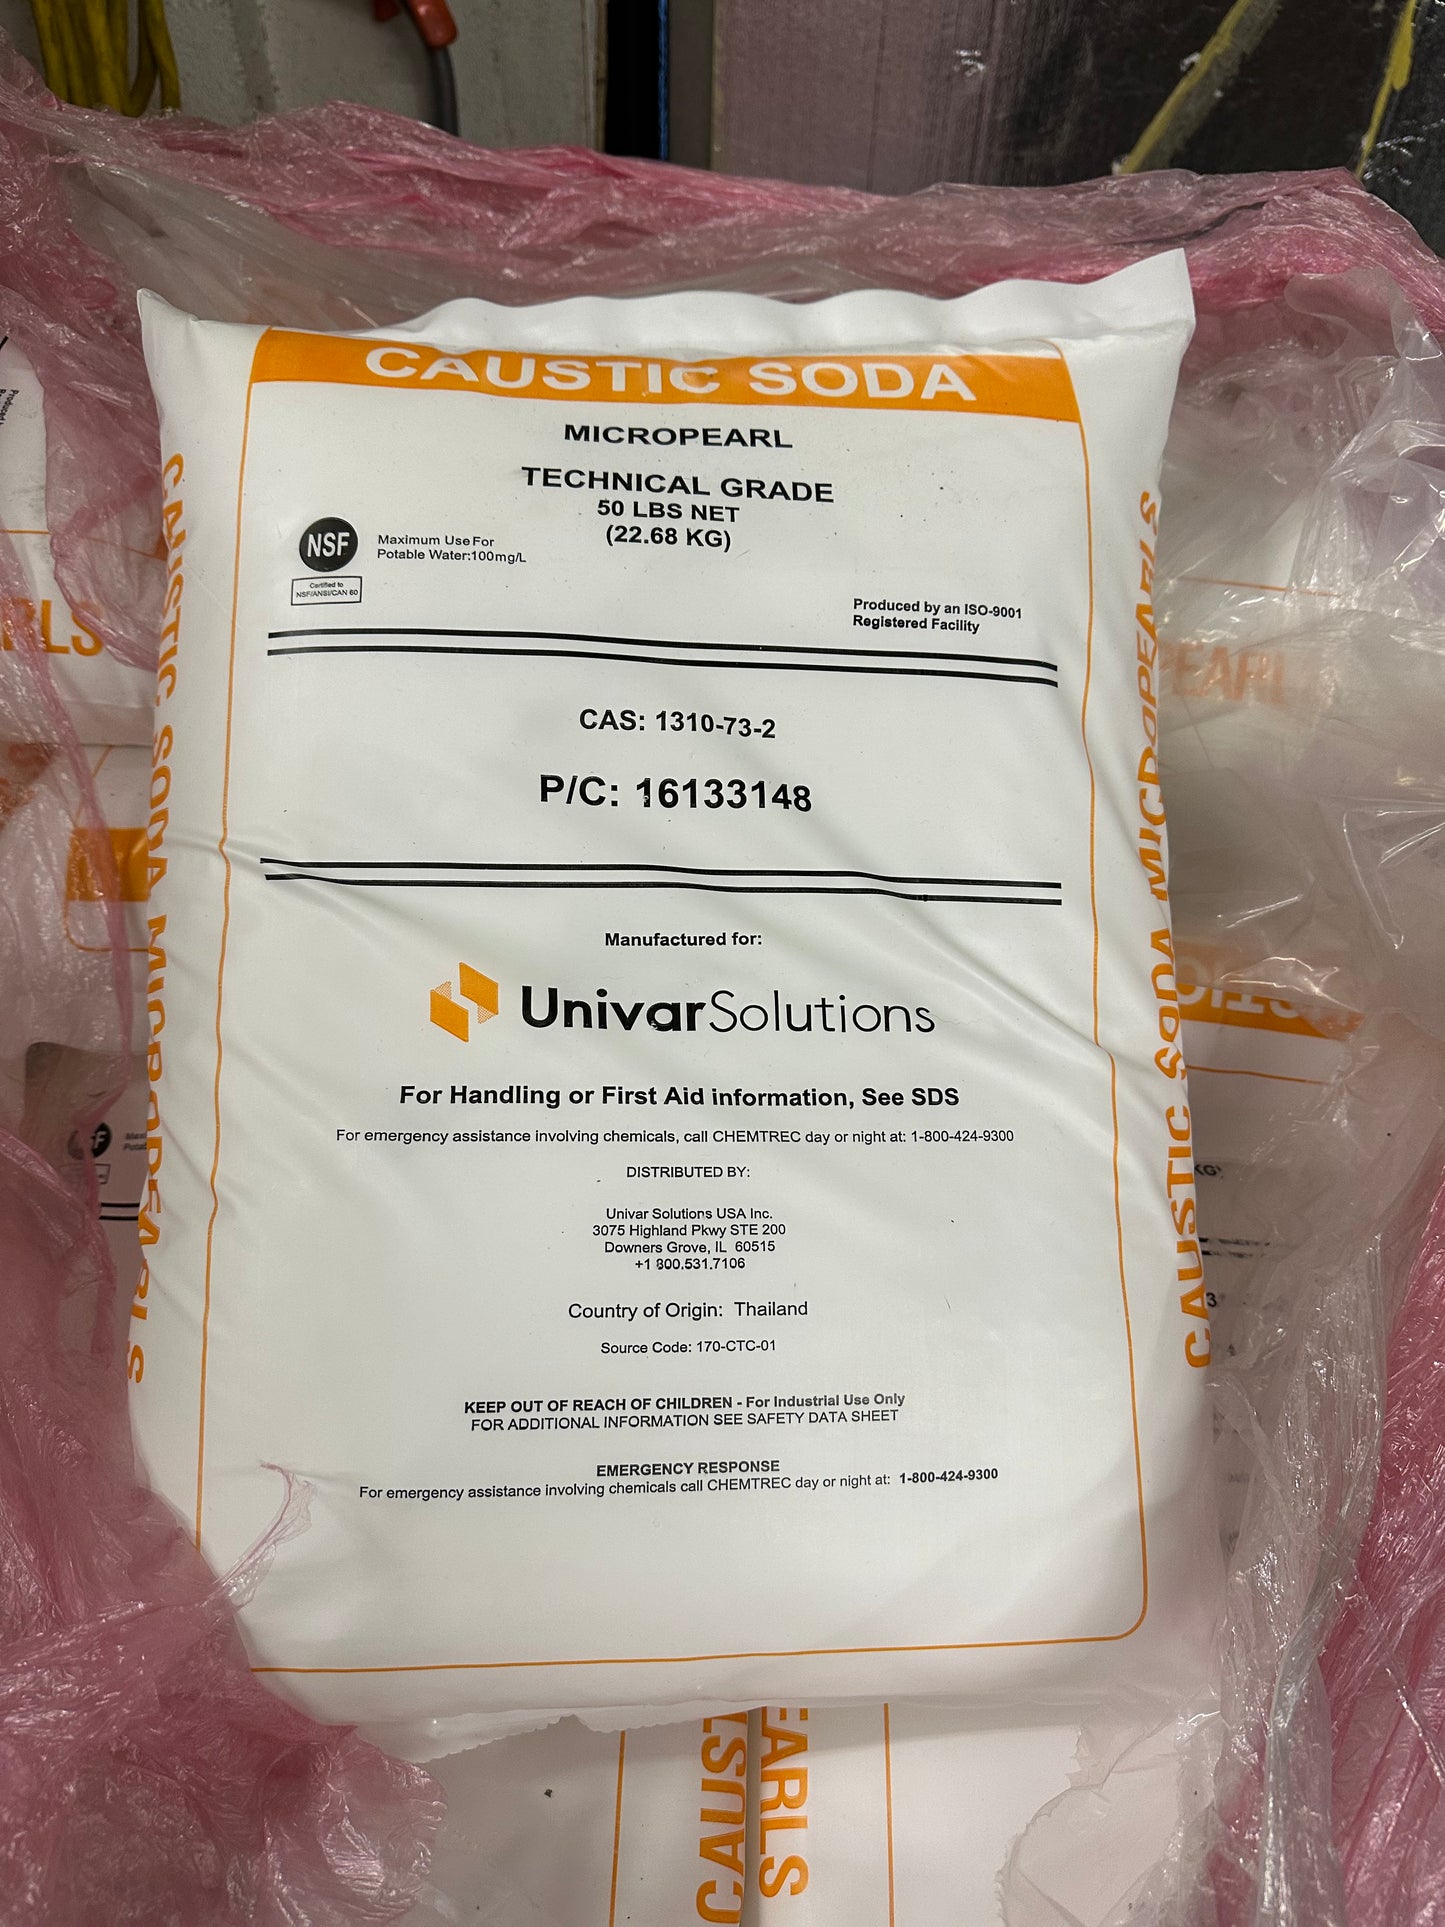 CAUSTIC SODA
MICROPEARL
TECHNICAL GRADE
50 LBS NET
(22.68 KG)
NSF
Maximum Use For
Potable Water:100mg/L
Certified to
NSF/ANSI/CAN 60
Produced by an ISO-9001
Registered Facility
CAS: 1310-73-2
P/C: 16133148
Manufactured for:
UnivarSolutions
For Handling or First Aid information, See SDS
For emergency assistance involving chemicals, call CHEMTREC day or night at: 1-800-424-9300
DISTRIBUTED BY:
Univar Solutions USA Inc.
3075 Highland Pkwy STE 200
Downers Grove, IL 60515
+1 800.531.7106
Country of Origin: Thailand
Source Code: 170-CTC-01
KEEP OUT OF REACH OF CHILDREN - For Industrial Use Only
FOR ADDITIONAL INFORMATION SEE SAFETY DATA SHEET
EMERGENCY RESPONSE
For emergency assistance involving chemicals call CHEMTREC day or night at: 1-800-424-9300
CAUSTIC SODA MICROPEARLS
CAUSTIC SODA MICROPEARLS
RLS
PEARL
STIC
KG)
CAUST
EARLS